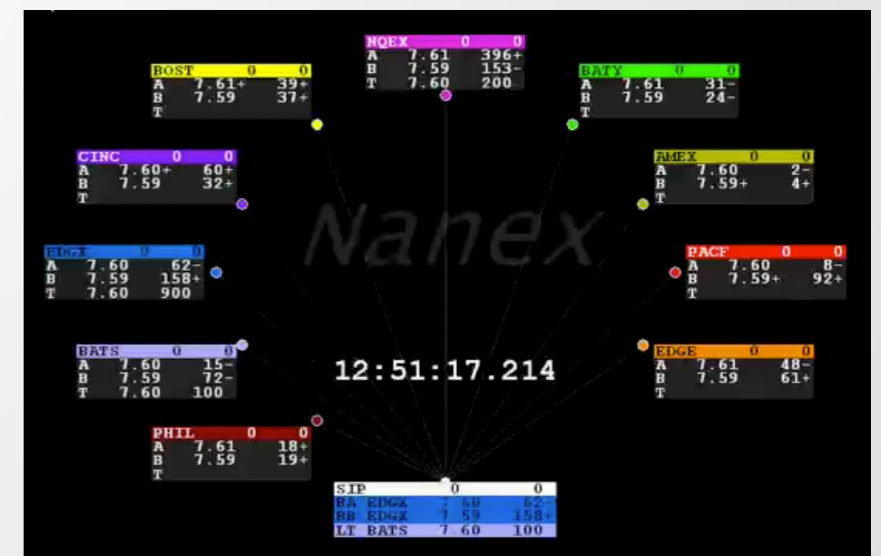 NQEX 0 0
A 7.61 396+
B 7.59 153-
T 7.60 200
BOST 0 0
A 7.61+ 39+
B 7.59 37+
T
BATY 0 0
A 7.61 31-
B 7.59 24-
T
CINC 0 0
A 7.60+ 60+
B 7.59 32+
T
AMEX 0 0
A 7.60 2-
B 7.59+ 4+
T
Nanex
EDGX 0 0
A 7.60 62-
B 7.59 158+
T 7.60 900
PACF 0 0
A 7.60 8-
B 7.59+ 92+
T
BATS 0 0
A 7.60 15-
B 7.59 72-
T 7.60 100
12:51:17.214
EDGE 0 0
A 7.61 48-
B 7.59 61+
T
PHIL 0 0
A 7.61 18+
B 7.59 19+
T
SIP 0 0
BA EDGX 7.60 62-
BB EDGX 7.59 158+
LT BATS 7.60 100